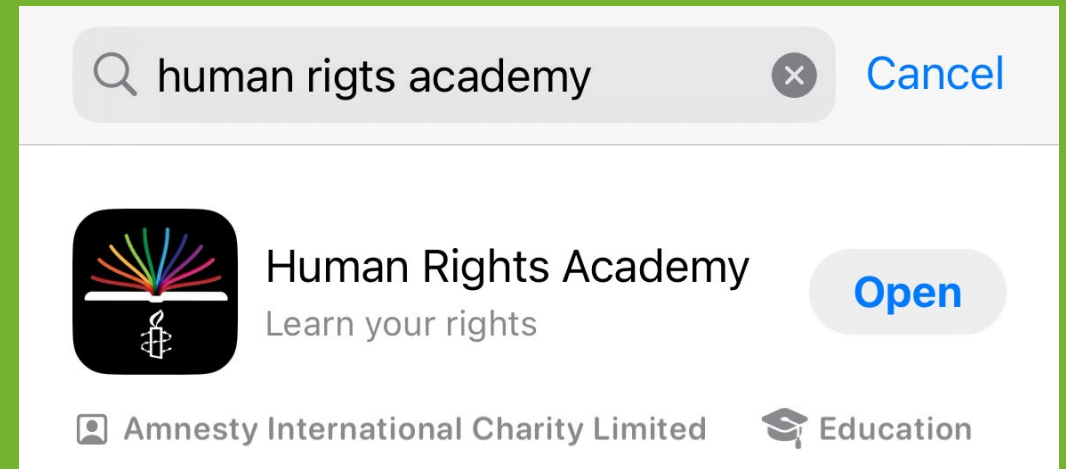 human rigts academy Cancel
Human Rights Academy
Learn your rights
Open
Amnesty International Charity Limited Education